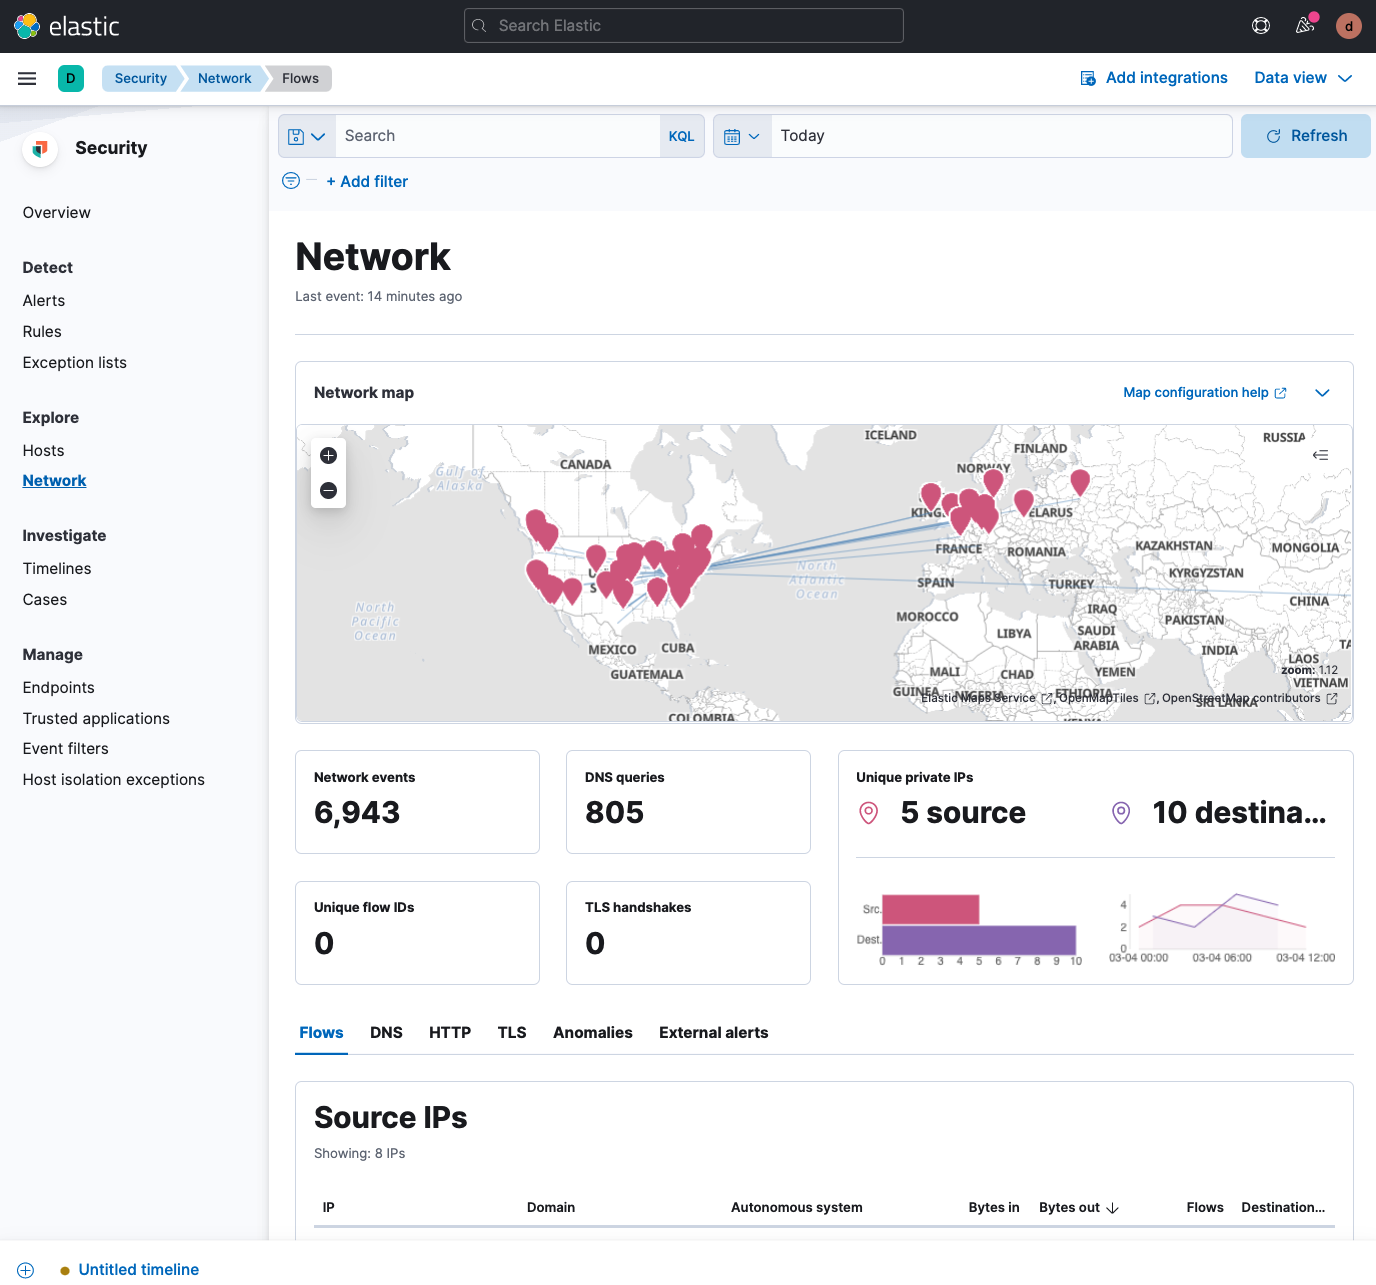 elastic
Search Elastic
d
D
Security
Network
Flows
Add integrations
Data view
Security
Overview
Detect
Alerts
Rules
Exception lists
Explore
Hosts
Network
Investigate
Timelines
Cases
Manage
Endpoints
Trusted applications
Event filters
Host isolation exceptions
Search
KQL
Today
Refresh
+ Add filter
Network
Last event: 14 minutes ago
Network map
Map configuration help
ICELAND
FINLAND
RUSSIA
CANADA
NORWAY
Gulf of
Alaska
FRANCE
ROMANIA
KAZAKHSTAN
MONGOLIA
North
Atlantic
Ocean
SPAIN
TURKEY
KYRGYZSTAN
CHINA
North
Pacific
Ocean
MOROCCO
IRAQ
PAKISTAN
LIBYA
SAUDI
ARABIA
MEXICO
CUBA
INDIA
LAOS
GUATEMALA
MALI
CHAD
YEMEN
zoom: 1.12
VIETNAM
GUINEA
NIGERIA
ETHIOPIA
SRI LANKA
Elastic Maps Service , OpenMapTiles , OpenStreetMap contributors
COLOMBIA
KENYA
Network events
6,943
DNS queries
805
Unique private IPs
5 source
10 destina...
Unique flow IDs
0
TLS handshakes
0
Src.
Dest.
0 1 2 3 4 5 6 7 8 9 10
4
2
0
03-04 00:00 03-04 06:00 03-04 12:00
Flows
DNS
HTTP
TLS
Anomalies
External alerts
Source IPs
Showing: 8 IPs
IP
Domain
Autonomous system
Bytes in
Bytes out
Flows
Destination...
Untitled timeline